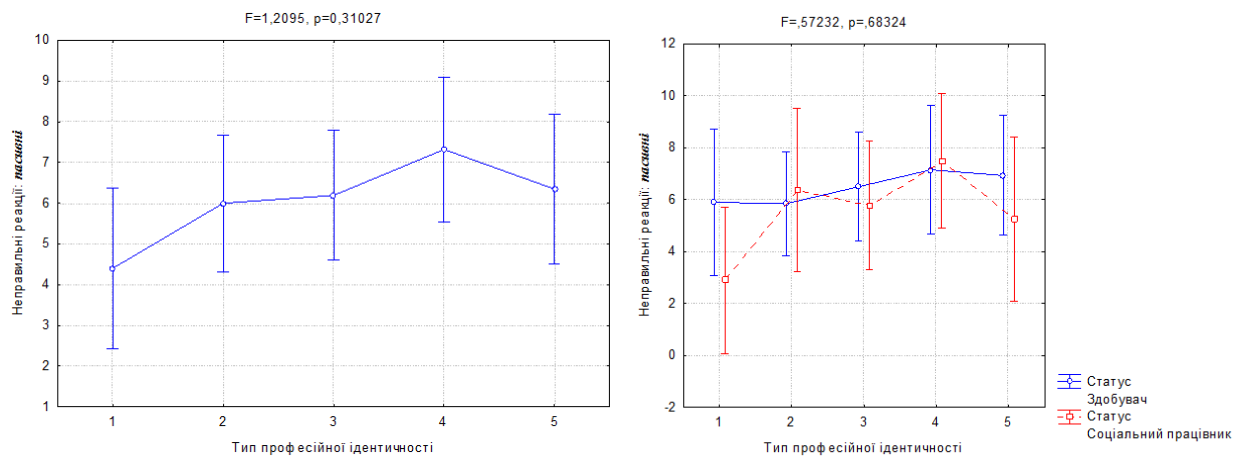 F=1,2095, p=0,31027
10
9
8
7
6
5
4
3
2
1
Неправильні реакції: пасивні
1 2 3 4 5
Тип професійної ідентичності
F=,57232, p=,68324
12
10
8
6
4
2
0
-2
Неправильні реакції: пасивні
1 2 3 4 5
Тип професійної ідентичності
Статус
Здобувач
Статус
Соціальний працівник